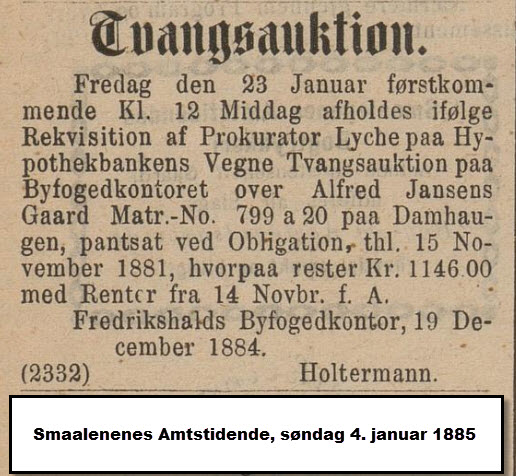 Tvangsauktion.
Fredag den 23 Januar førstkom-
mende Kl. 12 Middag afholdes ifølge
Rekvisition af Prokurator Lyche paa Hy-
pothekbankens Vegne Tvangsauktion paa
Byfogedkontoret over Alfred Jansens
Gaard Matr.-No. 799 a 20 paa Damhau-
gen, pantsat ved Obligation, thl. 15 No-
vember 1881, hvorpaa rester Kr. 1146.00
med Renter fra 14 Novbr. f. A.
Fredrikshalds Byfogedkontor, 19 De-
cember 1884.
(2332) Holtermann.
Smaalenenes Amtstidende, søndag 4. januar 1885